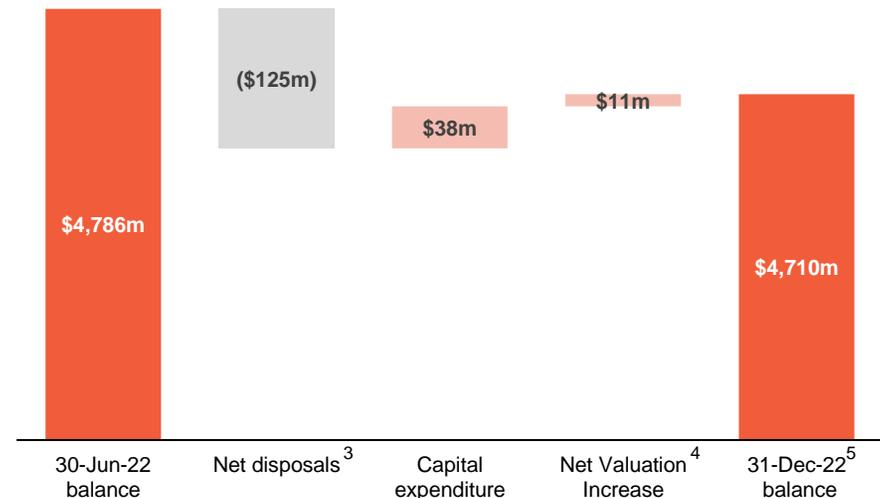 ($125m)
$38m
$11m
$4,786m
$4,710m
30-Jun-22
balance
Net disposals 3
Capital
expenditure
Net Valuation 4
Increase
31-Dec-22 5
balance